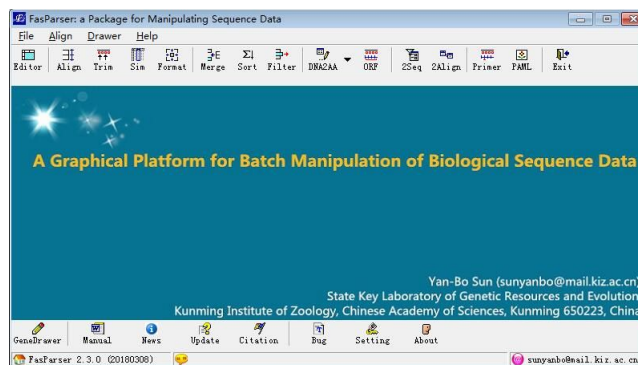 FasParser: a Package for Manipulating Sequence Data
File Align Drawer Help
Editor Align Trim Sim Format Merge Sort Filter DNA2AA ORF 2Seq 2Align Primer PAML Exit
A Graphical Platform for Batch Manipulation of Biological Sequence Data
Yan-Bo Sun (sunyanbo@mail.kiz.ac.cn)
State Key Laboratory of Genetic Resources and Evolution
Kunming Institute of Zoology, Chinese Academy of Sciences, Kunming 650223, China
GeneDrawer Manual News Update Citation Bug Setting About
FasParser 2.3.0 (20180308) sunyanbo@mail.kiz.ac.cn